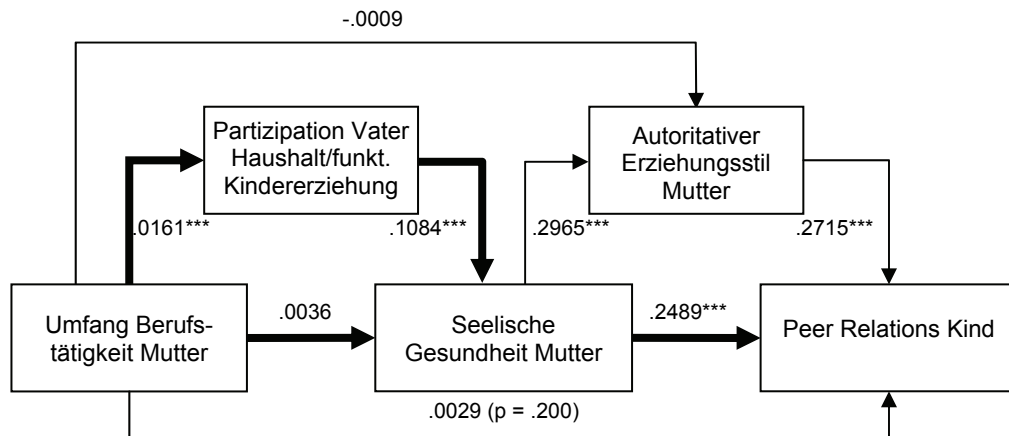 -.0009
Partizipation Vater
Haushalt/funkt.
Kindererziehung
Autoritativer
Erziehungsstil
Mutter
.0161***
.1084***
.2965***
.2715***
Umfang Berufs-
tätigkeit Mutter
.0036
Seelische
Gesundheit Mutter
.2489***
Peer Relations Kind
.0029 (p = .200)